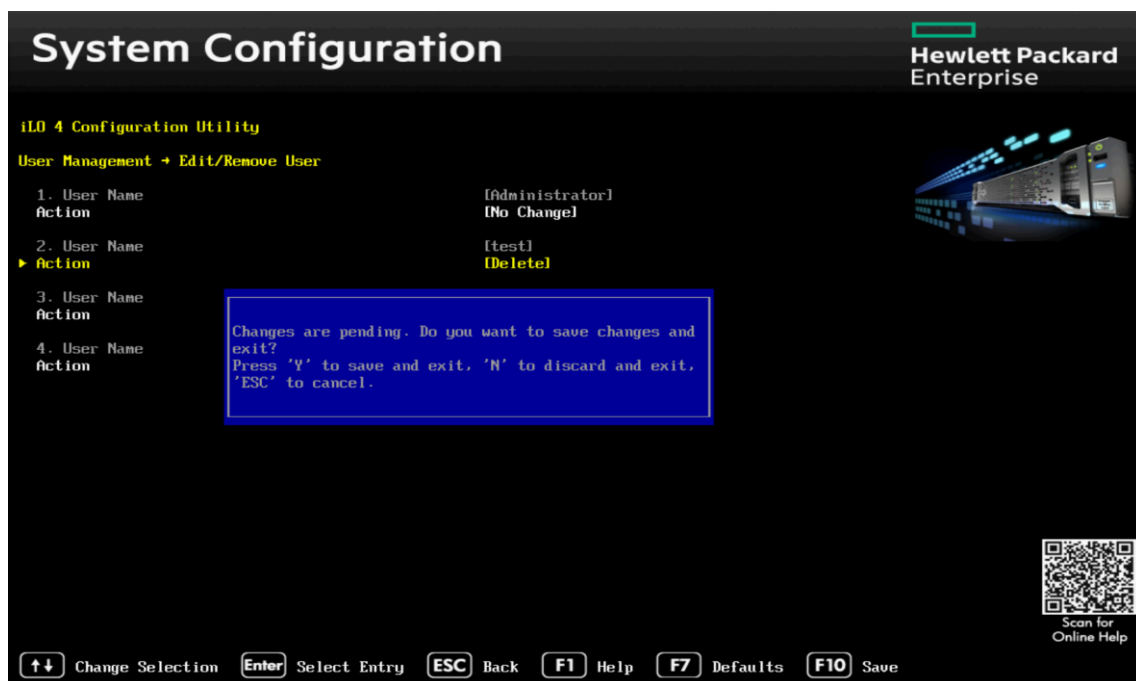 System Configuration
Hewlett Packard
Enterprise
iLO 4 Configuration Utility
User Management → Edit/Remove User
1. User Name [Administrator]
Action [No Change]
2. User Name [test]
Action [Delete]
3. User Name
Action
4. User Name
Action
Changes are pending. Do you want to save changes and
exit?
Press 'Y' to save and exit, 'N' to discard and exit,
'ESC' to cancel.
Scan for
Online Help
↑↓ Change Selection Enter Select Entry ESC Back F1 Help F7 Defaults F10 Save